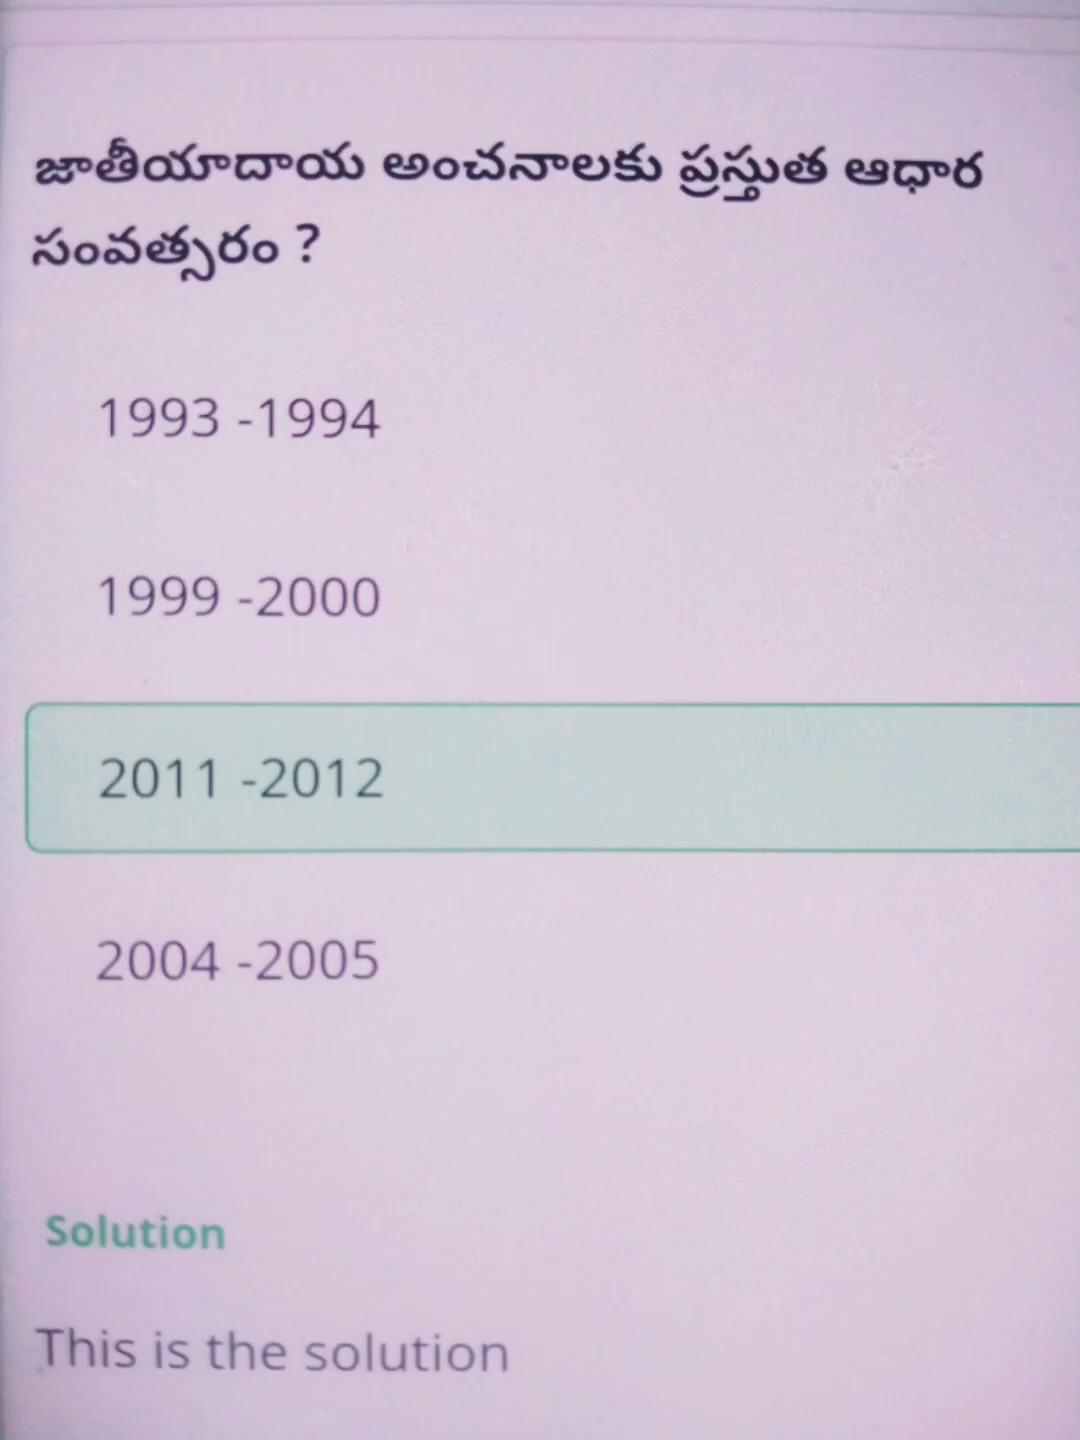 జాతీయాదాయ అంచనాలకు ప్రస్తుత ఆధార
సంవత్సరం ?
1993 -1994
1999 -2000
2011 -2012
2004 -2005
Solution
This is the solution